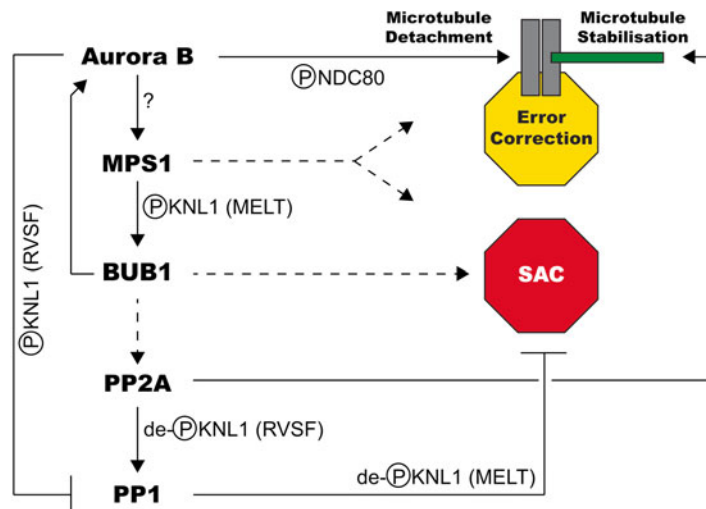 Microtubule Detachment
Microtubule Stabilisation
Aurora B
ⓅNDC80
?
Error
Correction
MPS1
ⓅKNL1 (MELT)
ⓅKNL1 (RVSF)
BUB1
SAC
PP2A
de-ⓅKNL1 (RVSF)
de-ⓅKNL1 (MELT)
PP1